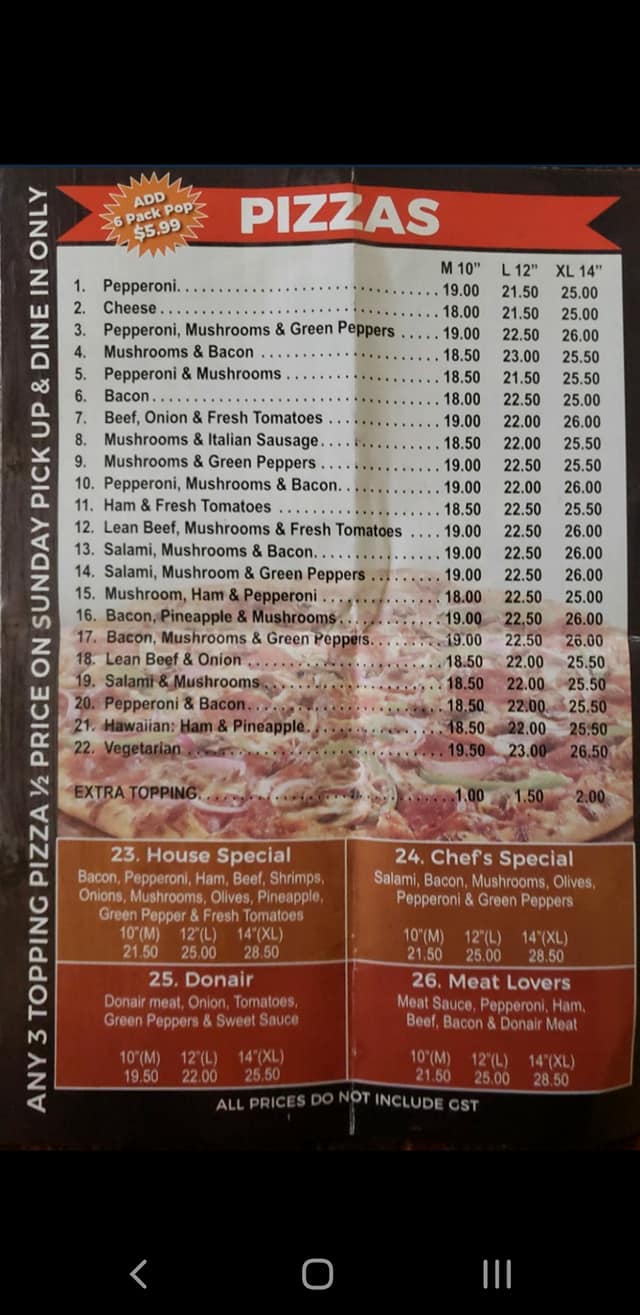 ANY 3 TOPPING PIZZA ½ PRICE ON SUNDAY PICK UP & DINE IN ONLY
ADD
6 Pack Pop
$5.99
PIZZAS
M 10" L 12" XL 14"
1. Pepperoni 19.00 21.50 25.00
2. Cheese 18.00 21.50 25.00
3. Pepperoni, Mushrooms & Green Peppers 19.00 22.50 26.00
4. Mushrooms & Bacon 18.50 23.00 25.50
5. Pepperoni & Mushrooms 18.50 21.50 25.50
6. Bacon 18.00 22.50 25.00
7. Beef, Onion & Fresh Tomatoes 19.00 22.00 26.00
8. Mushrooms & Italian Sausage 18.50 22.00 25.50
9. Mushrooms & Green Peppers 19.00 22.50 25.50
10. Pepperoni, Mushrooms & Bacon 19.00 22.00 26.00
11. Ham & Fresh Tomatoes 18.50 22.50 25.50
12. Lean Beef, Mushrooms & Fresh Tomatoes 19.00 22.50 26.00
13. Salami, Mushrooms & Bacon 19.00 22.50 26.00
14. Salami, Mushroom & Green Peppers 19.00 22.50 26.00
15. Mushroom, Ham & Pepperoni 18.00 22.50 25.00
16. Bacon, Pineapple & Mushrooms 19.00 22.50 26.00
17. Bacon, Mushrooms & Green Peppers 19.00 22.50 26.00
18. Lean Beef & Onion 18.50 22.00 25.50
19. Salami & Mushrooms 18.50 22.00 25.50
20. Pepperoni & Bacon 18.50 22.00 25.50
21. Hawaiian: Ham & Pineapple 18.50 22.00 25.50
22. Vegetarian 19.50 23.00 26.50
EXTRA TOPPING 1.00 1.50 2.00
23. House Special
Bacon, Pepperoni, Ham, Beef, Shrimps,
Onions, Mushrooms, Olives, Pineapple,
Green Pepper & Fresh Tomatoes
10"(M) 12"(L) 14"(XL)
21.50 25.00 28.50
24. Chef's Special
Salami, Bacon, Mushrooms, Olives,
Pepperoni & Green Peppers
10"(M) 12"(L) 14"(XL)
21.50 25.00 28.50
25. Donair
Donair meat, Onion, Tomatoes,
Green Peppers & Sweet Sauce
10"(M) 12"(L) 14"(XL)
19.50 22.00 25.50
26. Meat Lovers
Meat Sauce, Pepperoni, Ham,
Beef, Bacon & Donair Meat
10"(M) 12"(L) 14"(XL)
21.50 25.00 28.50
ALL PRICES DO NOT INCLUDE GST